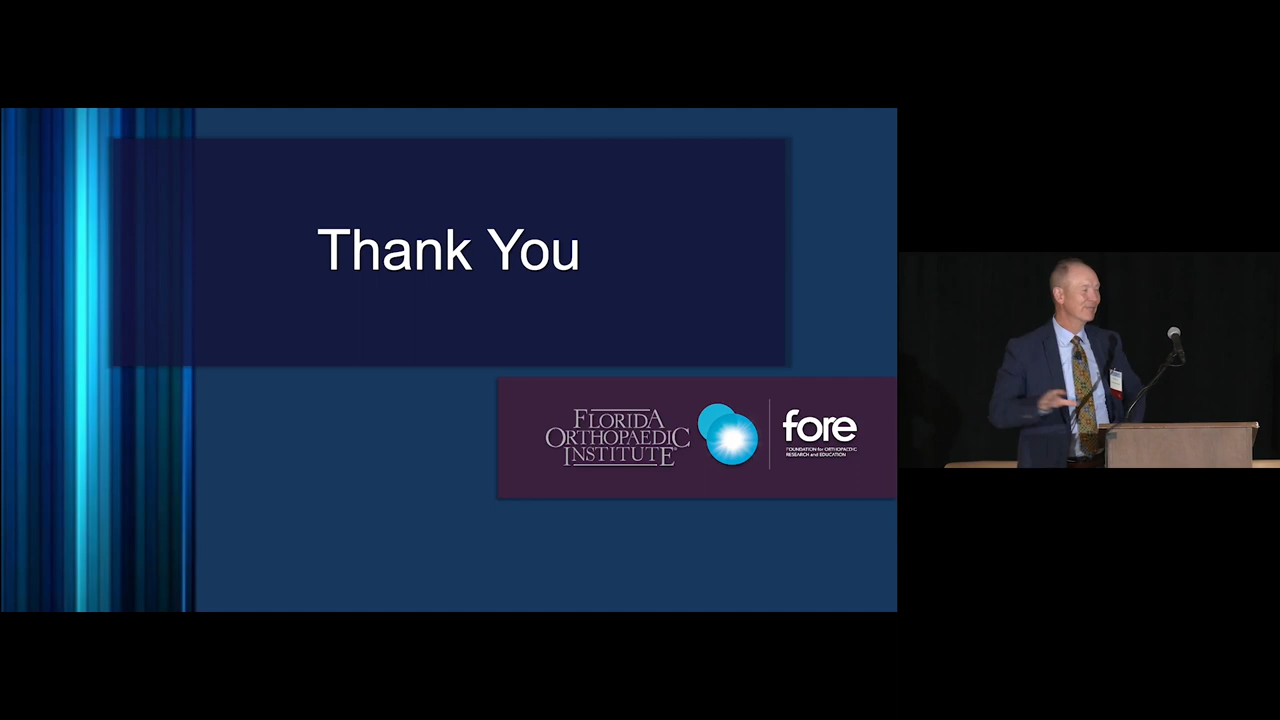 Thank You
FLORIDA
ORTHOPAEDIC
INSTITUTE®
fore
FOUNDATION for ORTHOPAEDIC
RESEARCH and EDUCATION